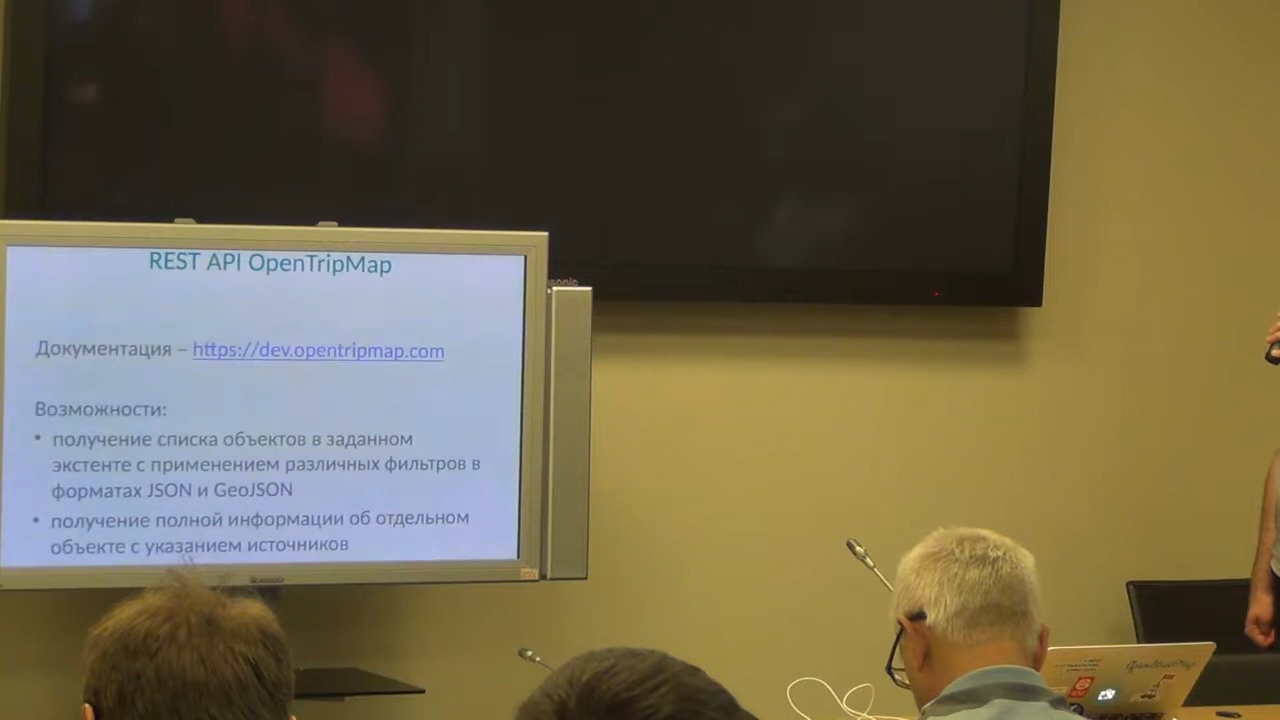 REST API OpenTripMap
Документация – https://dev.opentripmap.com
Возможности:
• получение списка объектов в заданном
экстенте с применением различных фильтров в
форматах JSON и GeoJSON
• получение полной информации об отдельном
объекте с указанием источников
OpenStreetMap